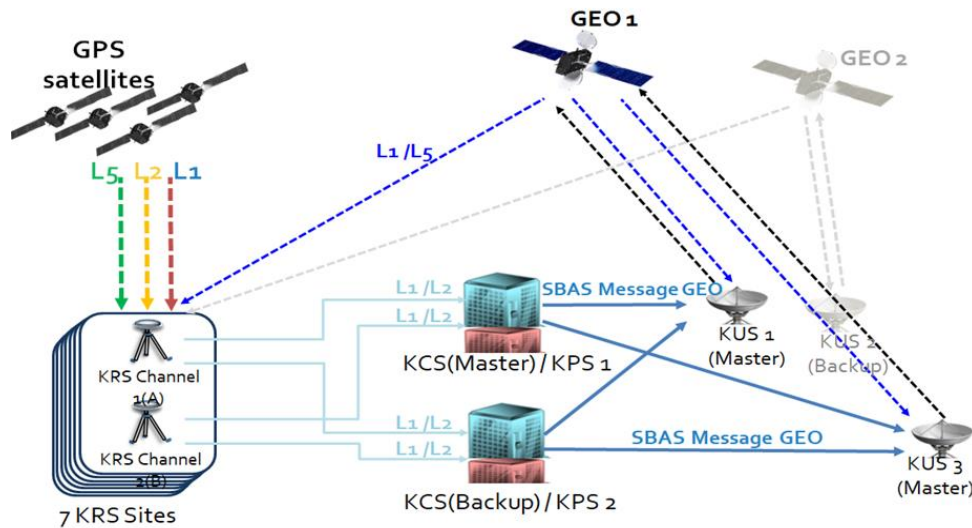 GPS
satellites
GEO 1
GEO 2
L5 L2 L1
L1 /L5
L1 /L2
L1 /L2
SBAS Message GEO
KUS 1
(Master)
KUS 2
(Backup)
KRS Channel
1(A)
KCS(Master) / KPS 1
L1 /L2
L1 /L2
KRS Channel
2(B)
SBAS Message GEO
KUS 3
(Master)
KCS(Backup) / KPS 2
7 KRS Sites